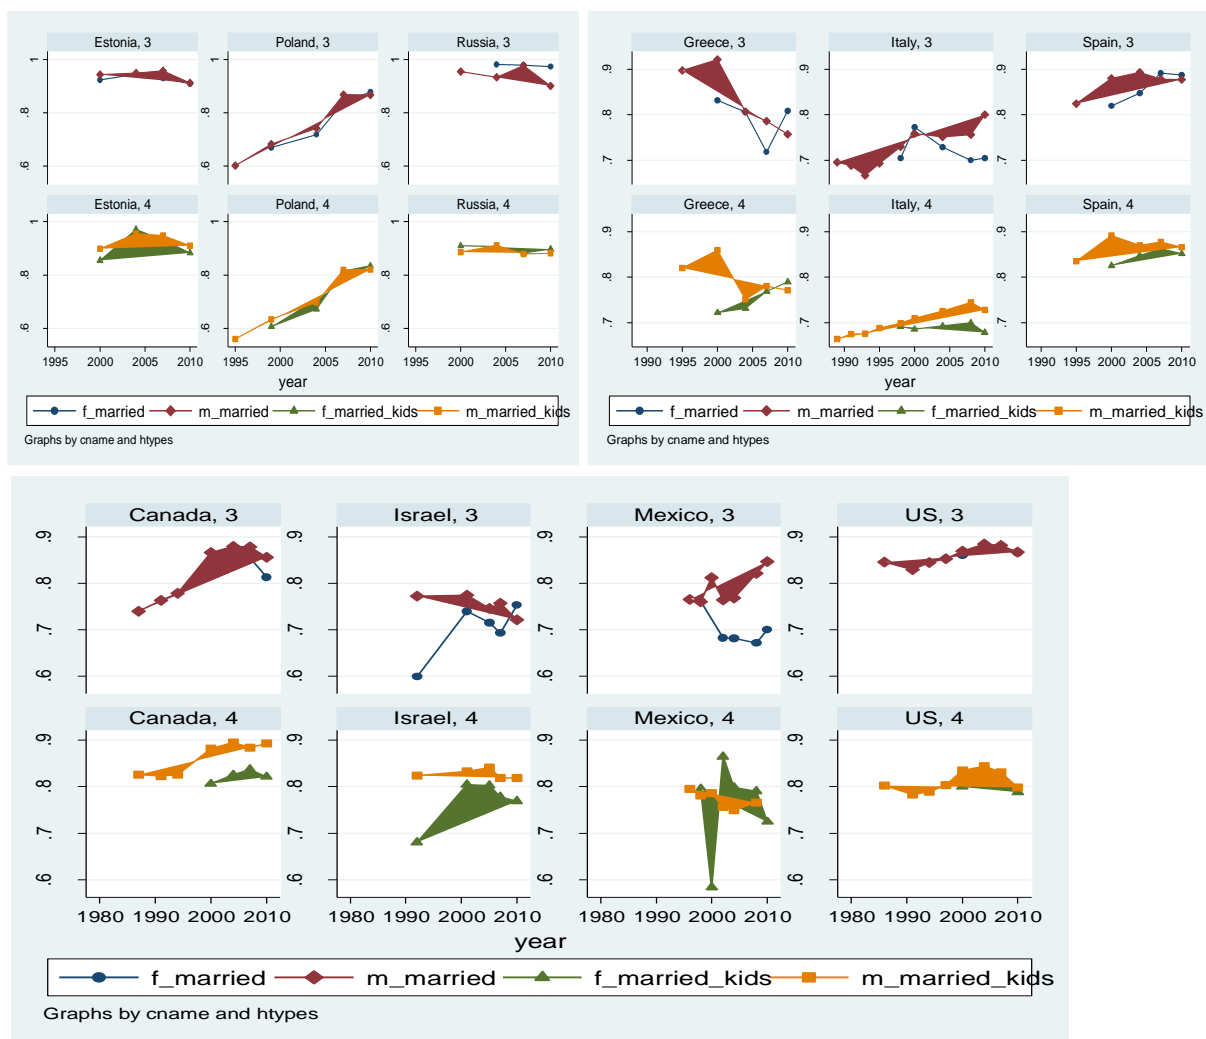 Estonia, 3 Poland, 3 Russia, 3
1 1 1
.8 .8 .8
.6 .6 .6
Estonia, 4 Poland, 4 Russia, 4
1 1 1
.8 .8 .8
.6 .6 .6
1995 2000 2005 2010 1995 2000 2005 2010 1995 2000 2005 2010
year
f_married m_married f_married_kids m_married_kids
Graphs by cname and htypes
Greece, 3 Italy, 3 Spain, 3
.9 .9 .9
.8 .8 .8
.7 .7 .7
Greece, 4 Italy, 4 Spain, 4
.9 .9 .9
.8 .8 .8
.7 .7 .7
1990 1995 2000 2005 2010 1990 1995 2000 2005 2010 1990 1995 2000 2005 2010
year
f_married m_married f_married_kids m_married_kids
Graphs by cname and htypes
Canada, 3 Israel, 3 Mexico, 3 US, 3
.9 .9 .9 .9
.8 .8 .8 .8
.7 .7 .7 .7
.6 .6 .6 .6
Canada, 4 Israel, 4 Mexico, 4 US, 4
.9 .9 .9 .9
.8 .8 .8 .8
.7 .7 .7 .7
.6 .6 .6 .6
1980 1990 2000 2010 1980 1990 2000 2010 1980 1990 2000 2010 1980 1990 2000 2010
year
f_married m_married f_married_kids m_married_kids
Graphs by cname and htypes